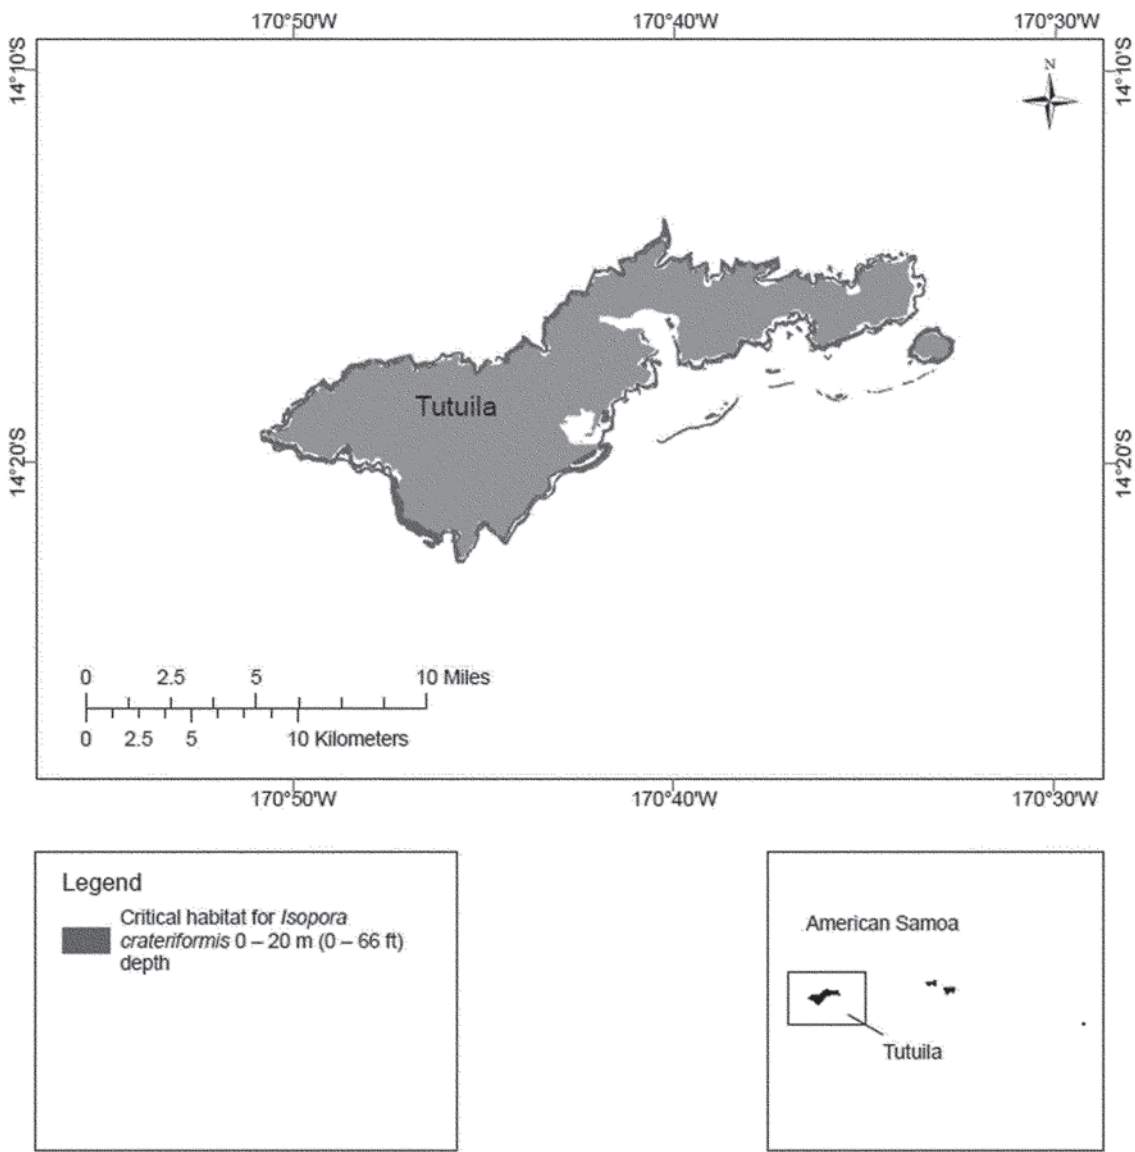 170°50'W 170°40'W 170°30'W
14°10'S 14°10'S
N
Tutuila
14°20'S 14°20'S
0 2.5 5 10 Miles
0 2.5 5 10 Kilometers
170°50'W 170°40'W 170°30'W
Legend
Critical habitat for Isopora
crateriformis 0 – 20 m (0 – 66 ft)
depth
American Samoa
Tutuila